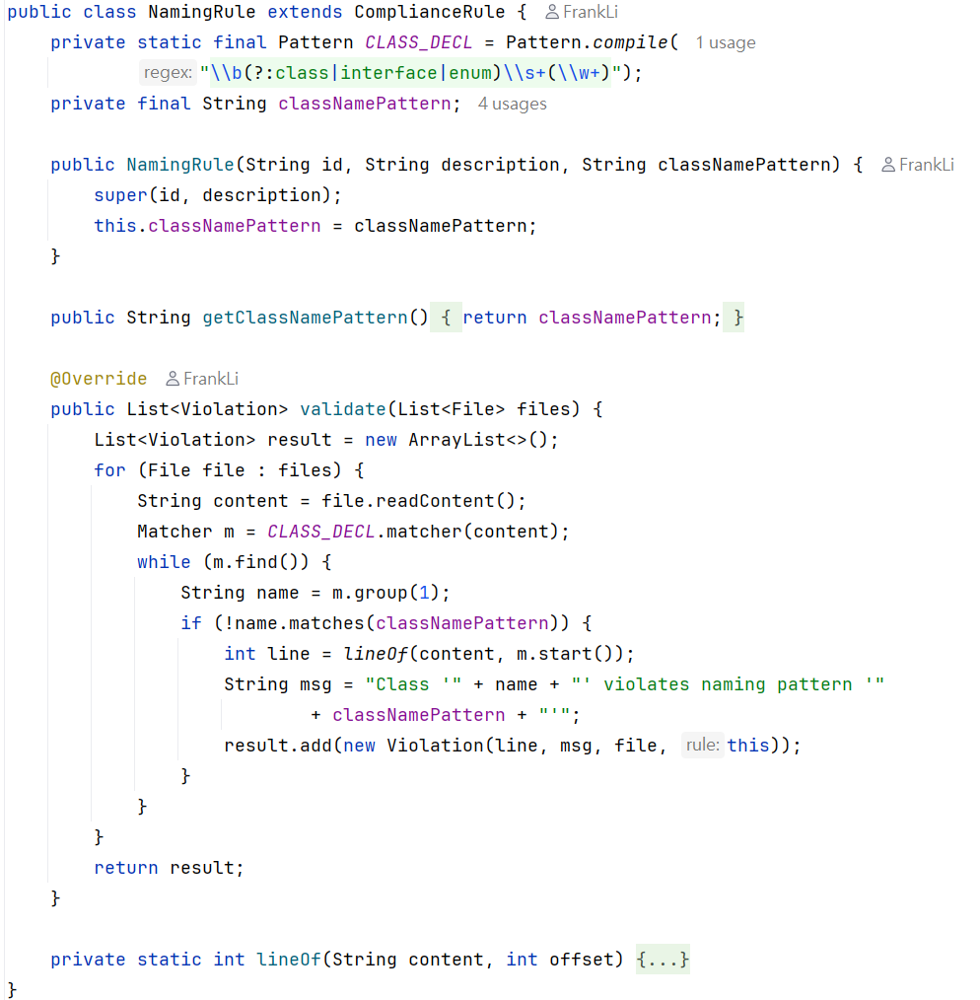 public class NamingRule extends ComplianceRule { FrankLi
private static final Pattern CLASS_DECL = Pattern.compile( 1 usage
regex: "\\b(?:class|interface|enum)\\s+(\\w+)");
private final String classNamePattern; 4 usages
public NamingRule(String id, String description, String classNamePattern) { FrankLi
super(id, description);
this.classNamePattern = classNamePattern;
}
public String getClassNamePattern() { return classNamePattern; }
@Override FrankLi
public List<Violation> validate(List<File> files) {
List<Violation> result = new ArrayList<>();
for (File file : files) {
String content = file.readContent();
Matcher m = CLASS_DECL.matcher(content);
while (m.find()) {
String name = m.group(1);
if (!name.matches(classNamePattern)) {
int line = lineOf(content, m.start());
String msg = "Class '" + name + "' violates naming pattern '"
+ classNamePattern + "'";
result.add(new Violation(line, msg, file, rule: this));
}
}
}
return result;
}
private static int lineOf(String content, int offset) {...}
}